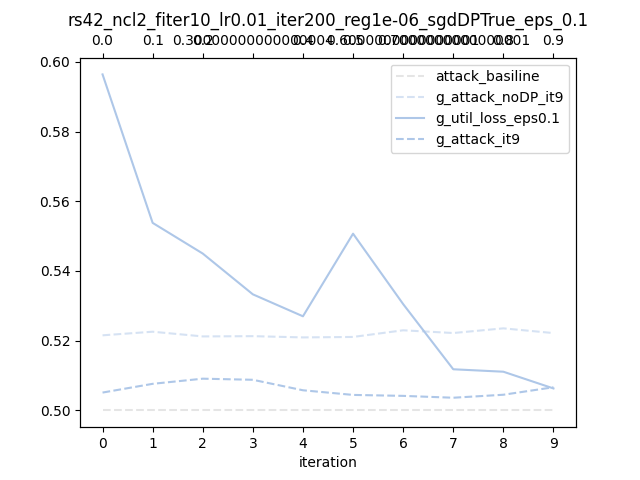 rs42_ncl2_fiter10_lr0.01_iter200_reg1e-06_sgdDPTrue_eps_0.1
0.0 0.1 0.9
0.60
0.58
0.56
0.54
0.52
0.50
attack_basiline
g_attack_noDP_it9
g_util_loss_eps0.1
g_attack_it9
0 1 2 3 4 5 6 7 8 9
iteration